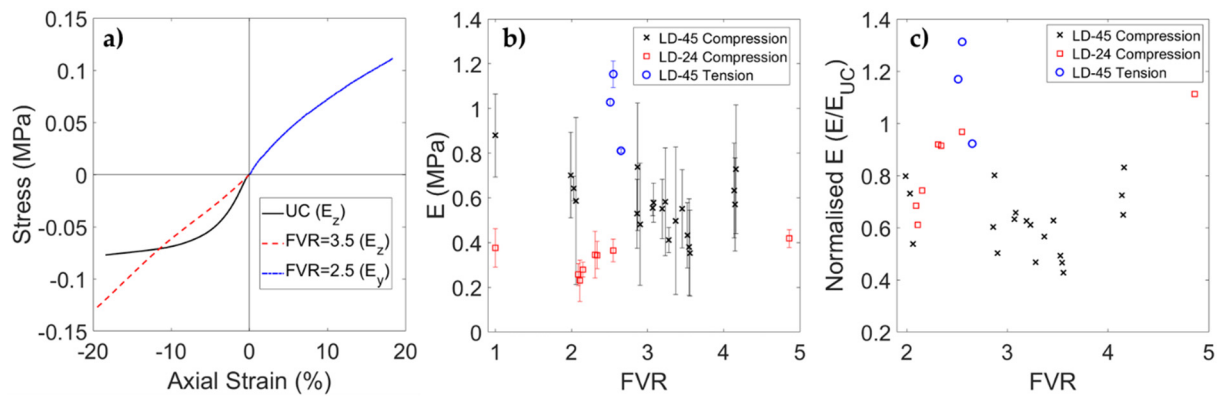 a)
Stress (MPa)
0.15
0.1
0.05
0
-0.05
-0.1
-0.15
-20
-10
0
10
20
Axial Strain (%)
UC (E_z)
FVR=3.5 (E_z)
FVR=2.5 (E_y)
b)
E (MPa)
1.4
1.2
1
0.8
0.6
0.4
0.2
0
1
2
3
4
5
FVR
LD-45 Compression
LD-24 Compression
LD-45 Tension
c)
Normalised E (E/E_UC)
1.4
1.2
1
0.8
0.6
0.4
0.2
2
3
4
5
FVR
LD-45 Compression
LD-24 Compression
LD-45 Tension